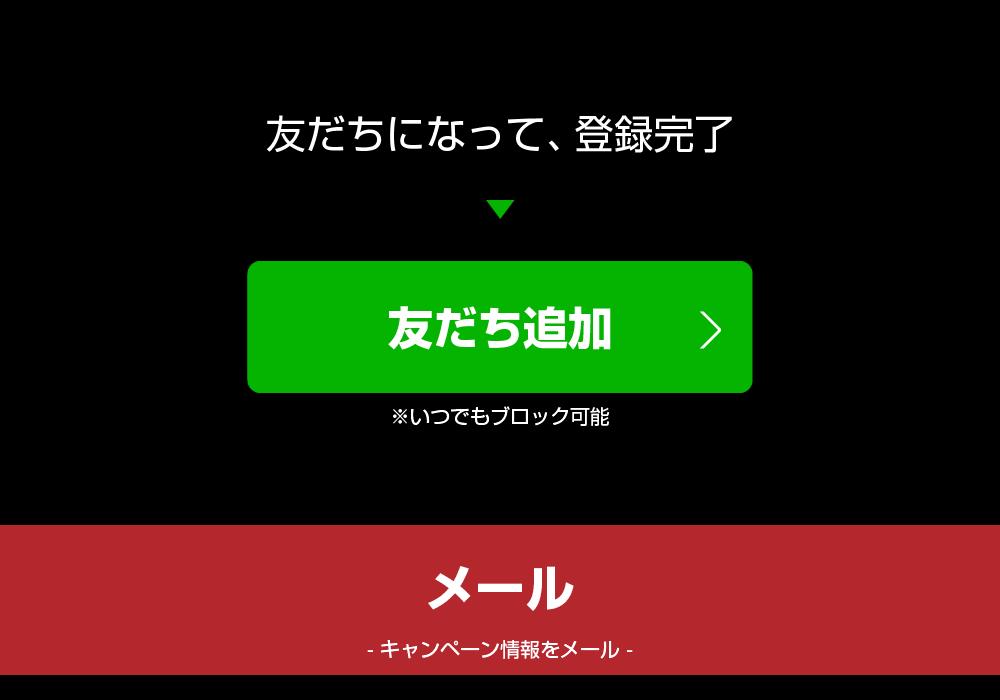 友だちになって、登録完了
友だち追加
※いつでもブロック可能
メール
- キャンペーン情報をメール -